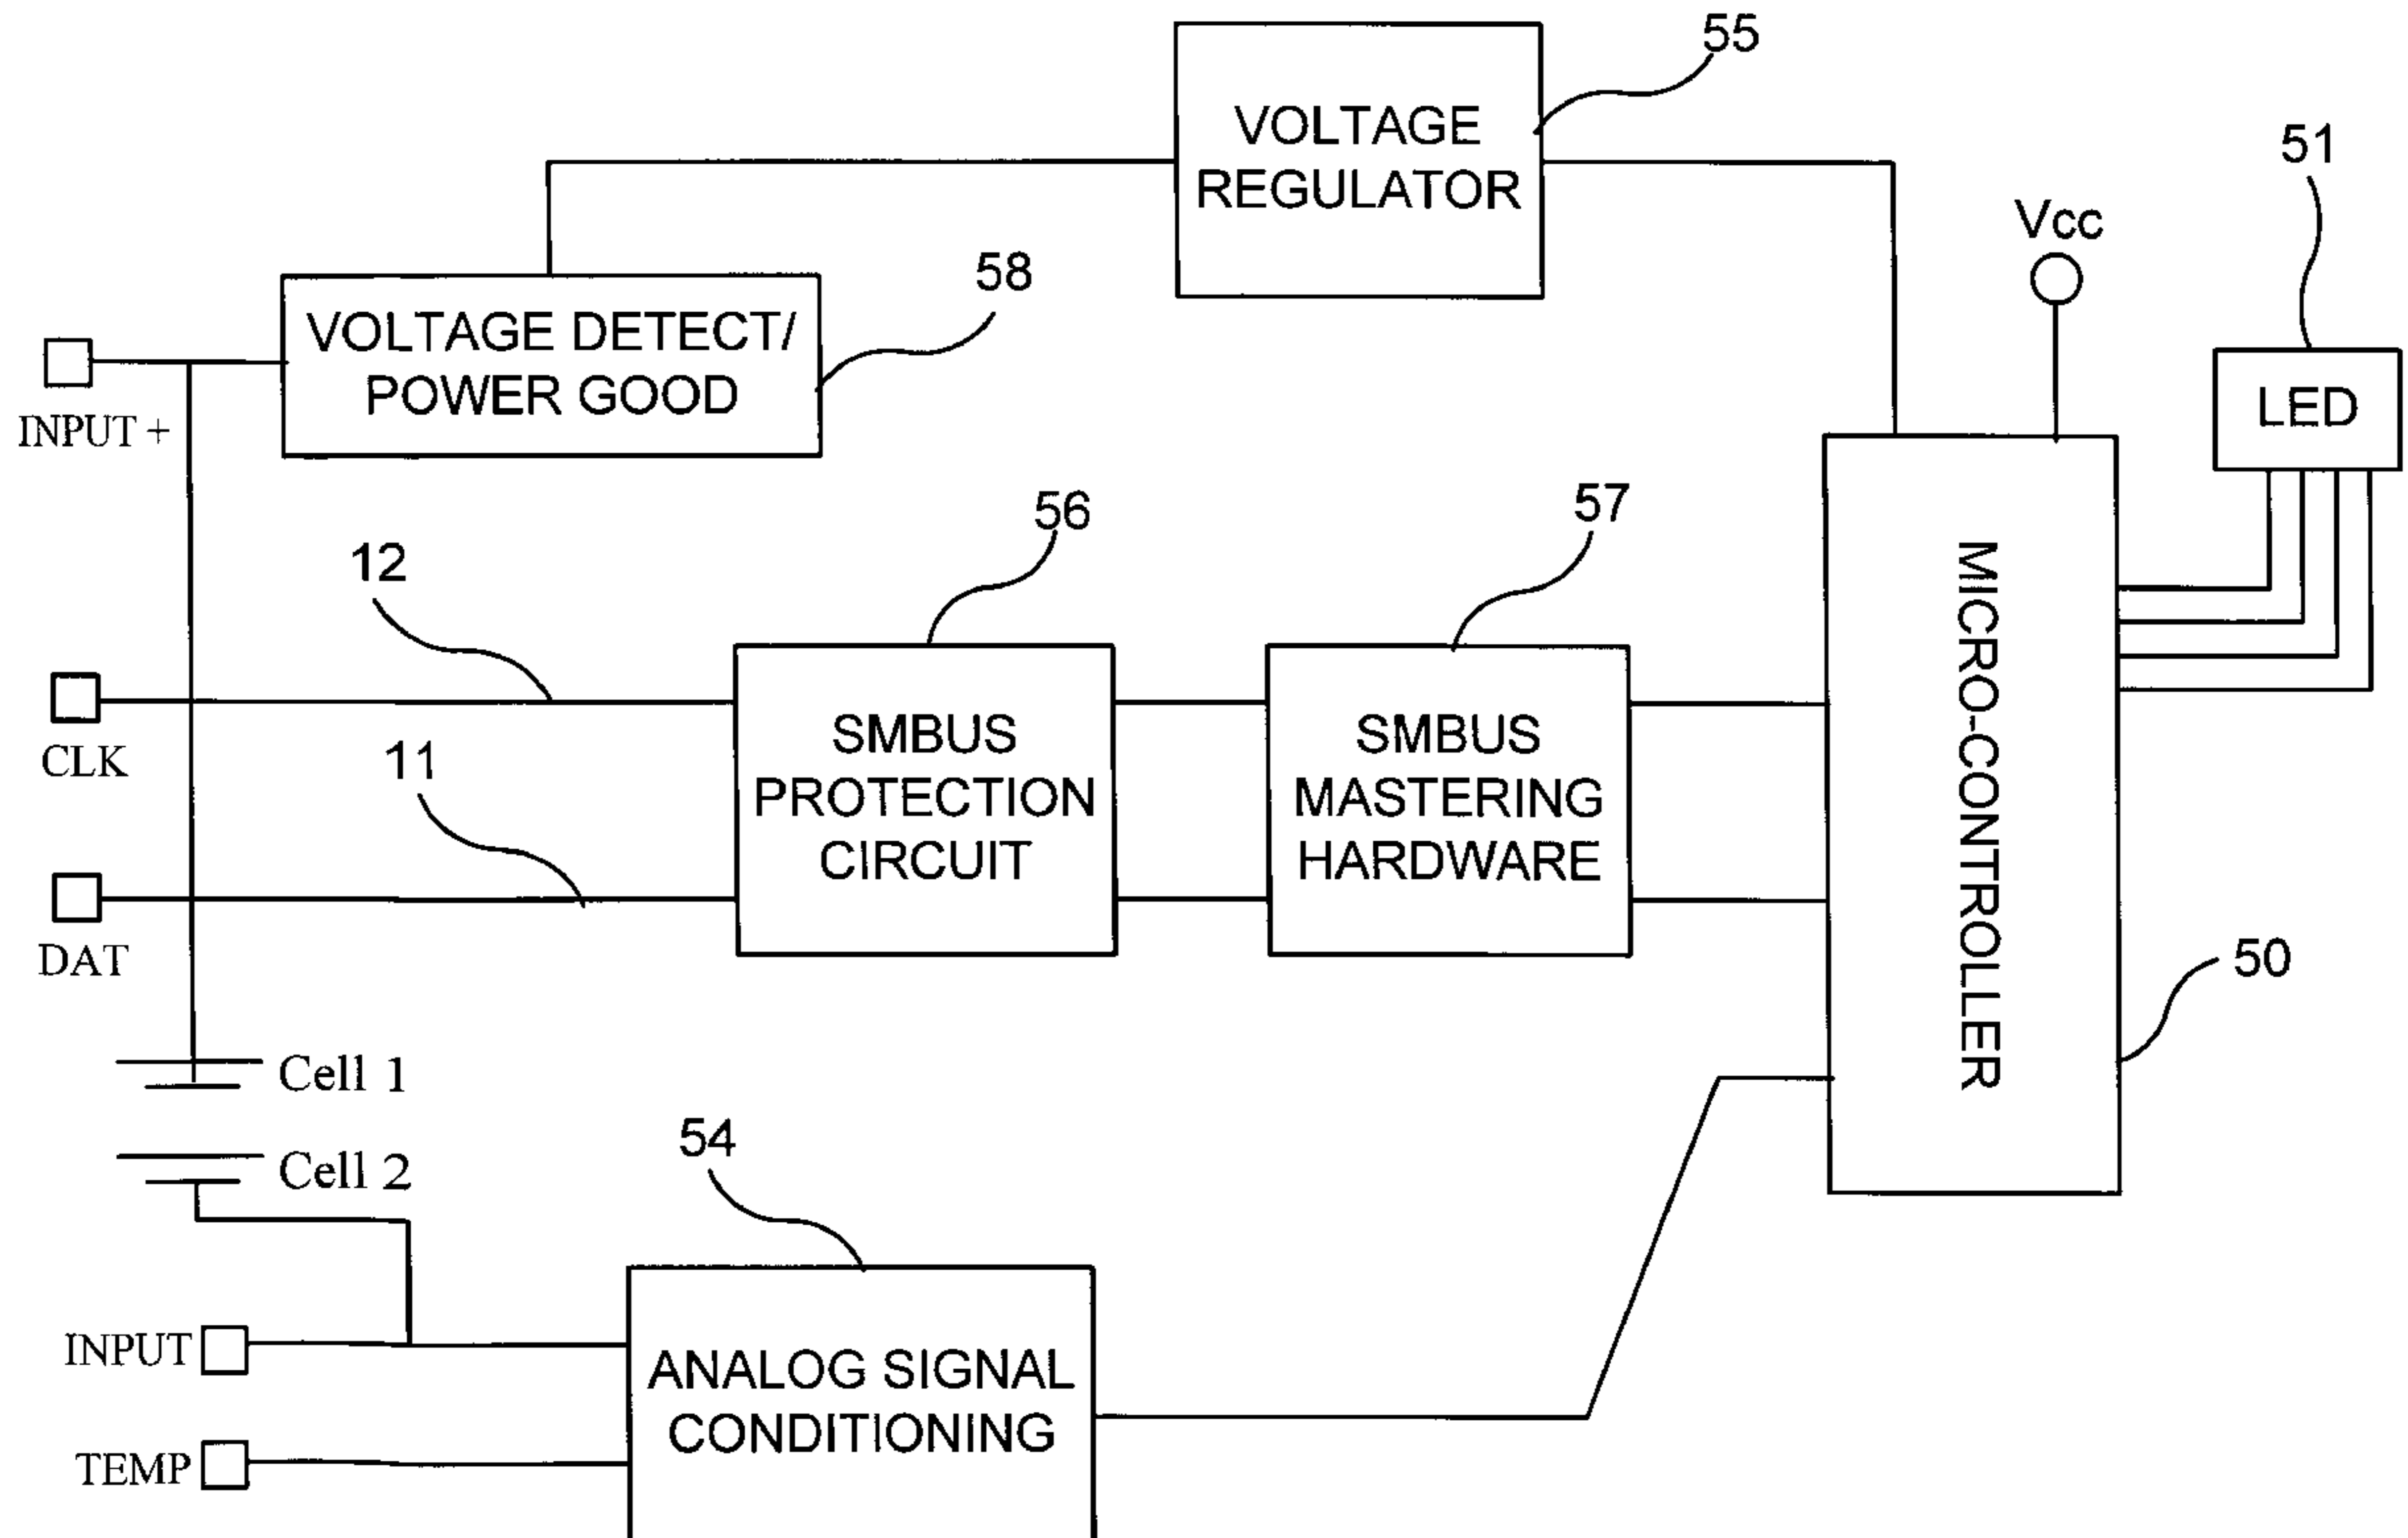 55
VOLTAGE
REGULATOR
51
Vcc
58
VOLTAGE DETECT/
POWER GOOD
LED
INPUT +
56
57
12
MICRO-CONTROLLER
CLK
11
SMBUS
PROTECTION
CIRCUIT
SMBUS
MASTERING
HARDWARE
DAT
50
Cell 1
Cell 2
54
INPUT
ANALOG SIGNAL
CONDITIONING
TEMP